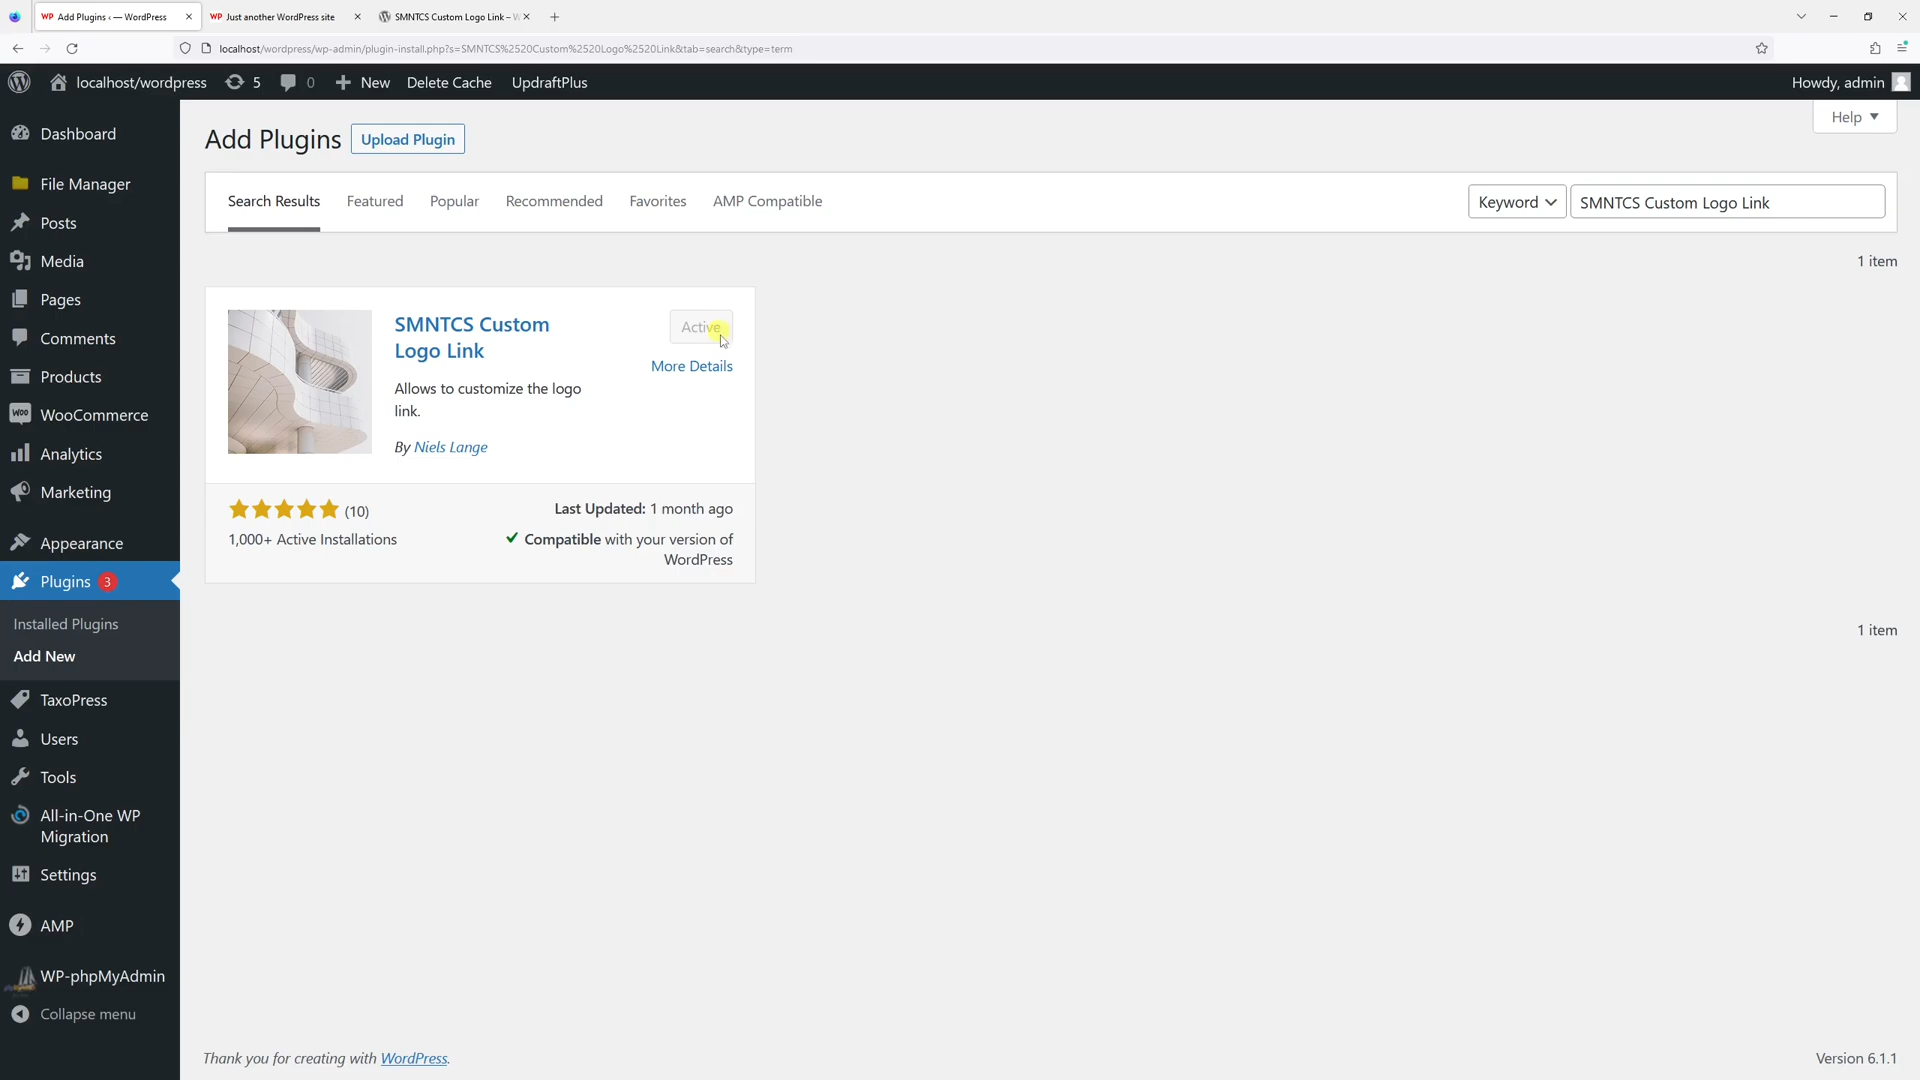 WP Add Plugins ‹ — WordPress
WP Just another WordPress site
SMNTCS Custom Logo Link – W
localhost/wordpress/wp-admin/plugin-install.php?s=SMNTCS%2520Custom%2520Logo%2520Link&tab=search&type=term
localhost/wordpress 5 0 New Delete Cache UpdraftPlus
Howdy, admin
Help
Dashboard
File Manager
Posts
Media
Pages
Comments
Products
Woo WooCommerce
Analytics
Marketing
Appearance
Plugins 3
Installed Plugins
Add New
TaxoPress
Users
Tools
All-in-One WP
Migration
Settings
AMP
WP-phpMyAdmin
Collapse menu
Add Plugins Upload Plugin
Search Results Featured Popular Recommended Favorites AMP Compatible
Keyword SMNTCS Custom Logo Link
1 item
SMNTCS Custom
Logo Link
Active
More Details
Allows to customize the logo
link.
By Niels Lange
(10)
1,000+ Active Installations
Last Updated: 1 month ago
Compatible with your version of
WordPress
1 item
Thank you for creating with WordPress.
Version 6.1.1